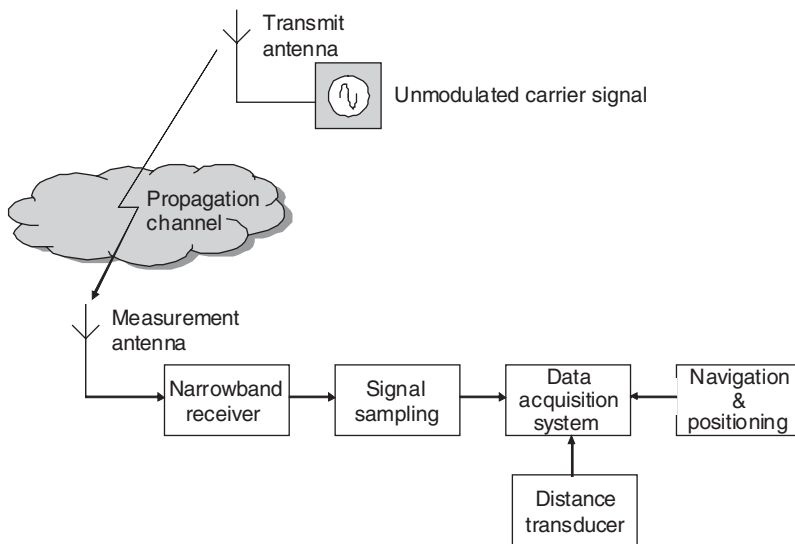 Transmit
antenna
Unmodulated carrier signal
Propagation
channel
Measurement
antenna
Narrowband
receiver
Signal
sampling
Data
acquisition
system
Navigation
&
positioning
Distance
transducer